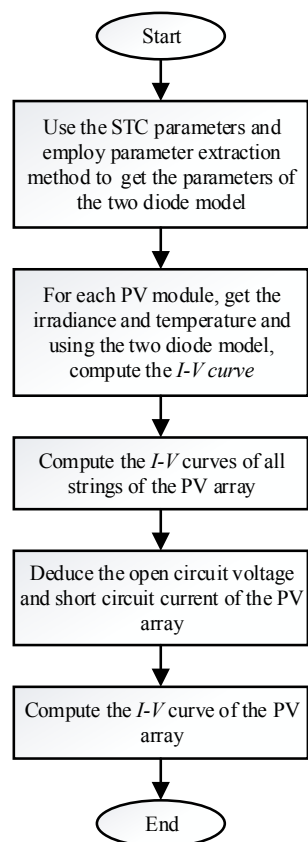 Start
Use the STC parameters and
employ parameter extraction
method to get the parameters of
the two diode model
For each PV module, get the
irradiance and temperature and
using the two diode model,
compute the I-V curve
Compute the I-V curves of all
strings of the PV array
Deduce the open circuit voltage
and short circuit current of the PV
array
Compute the I-V curve of the PV
array
End